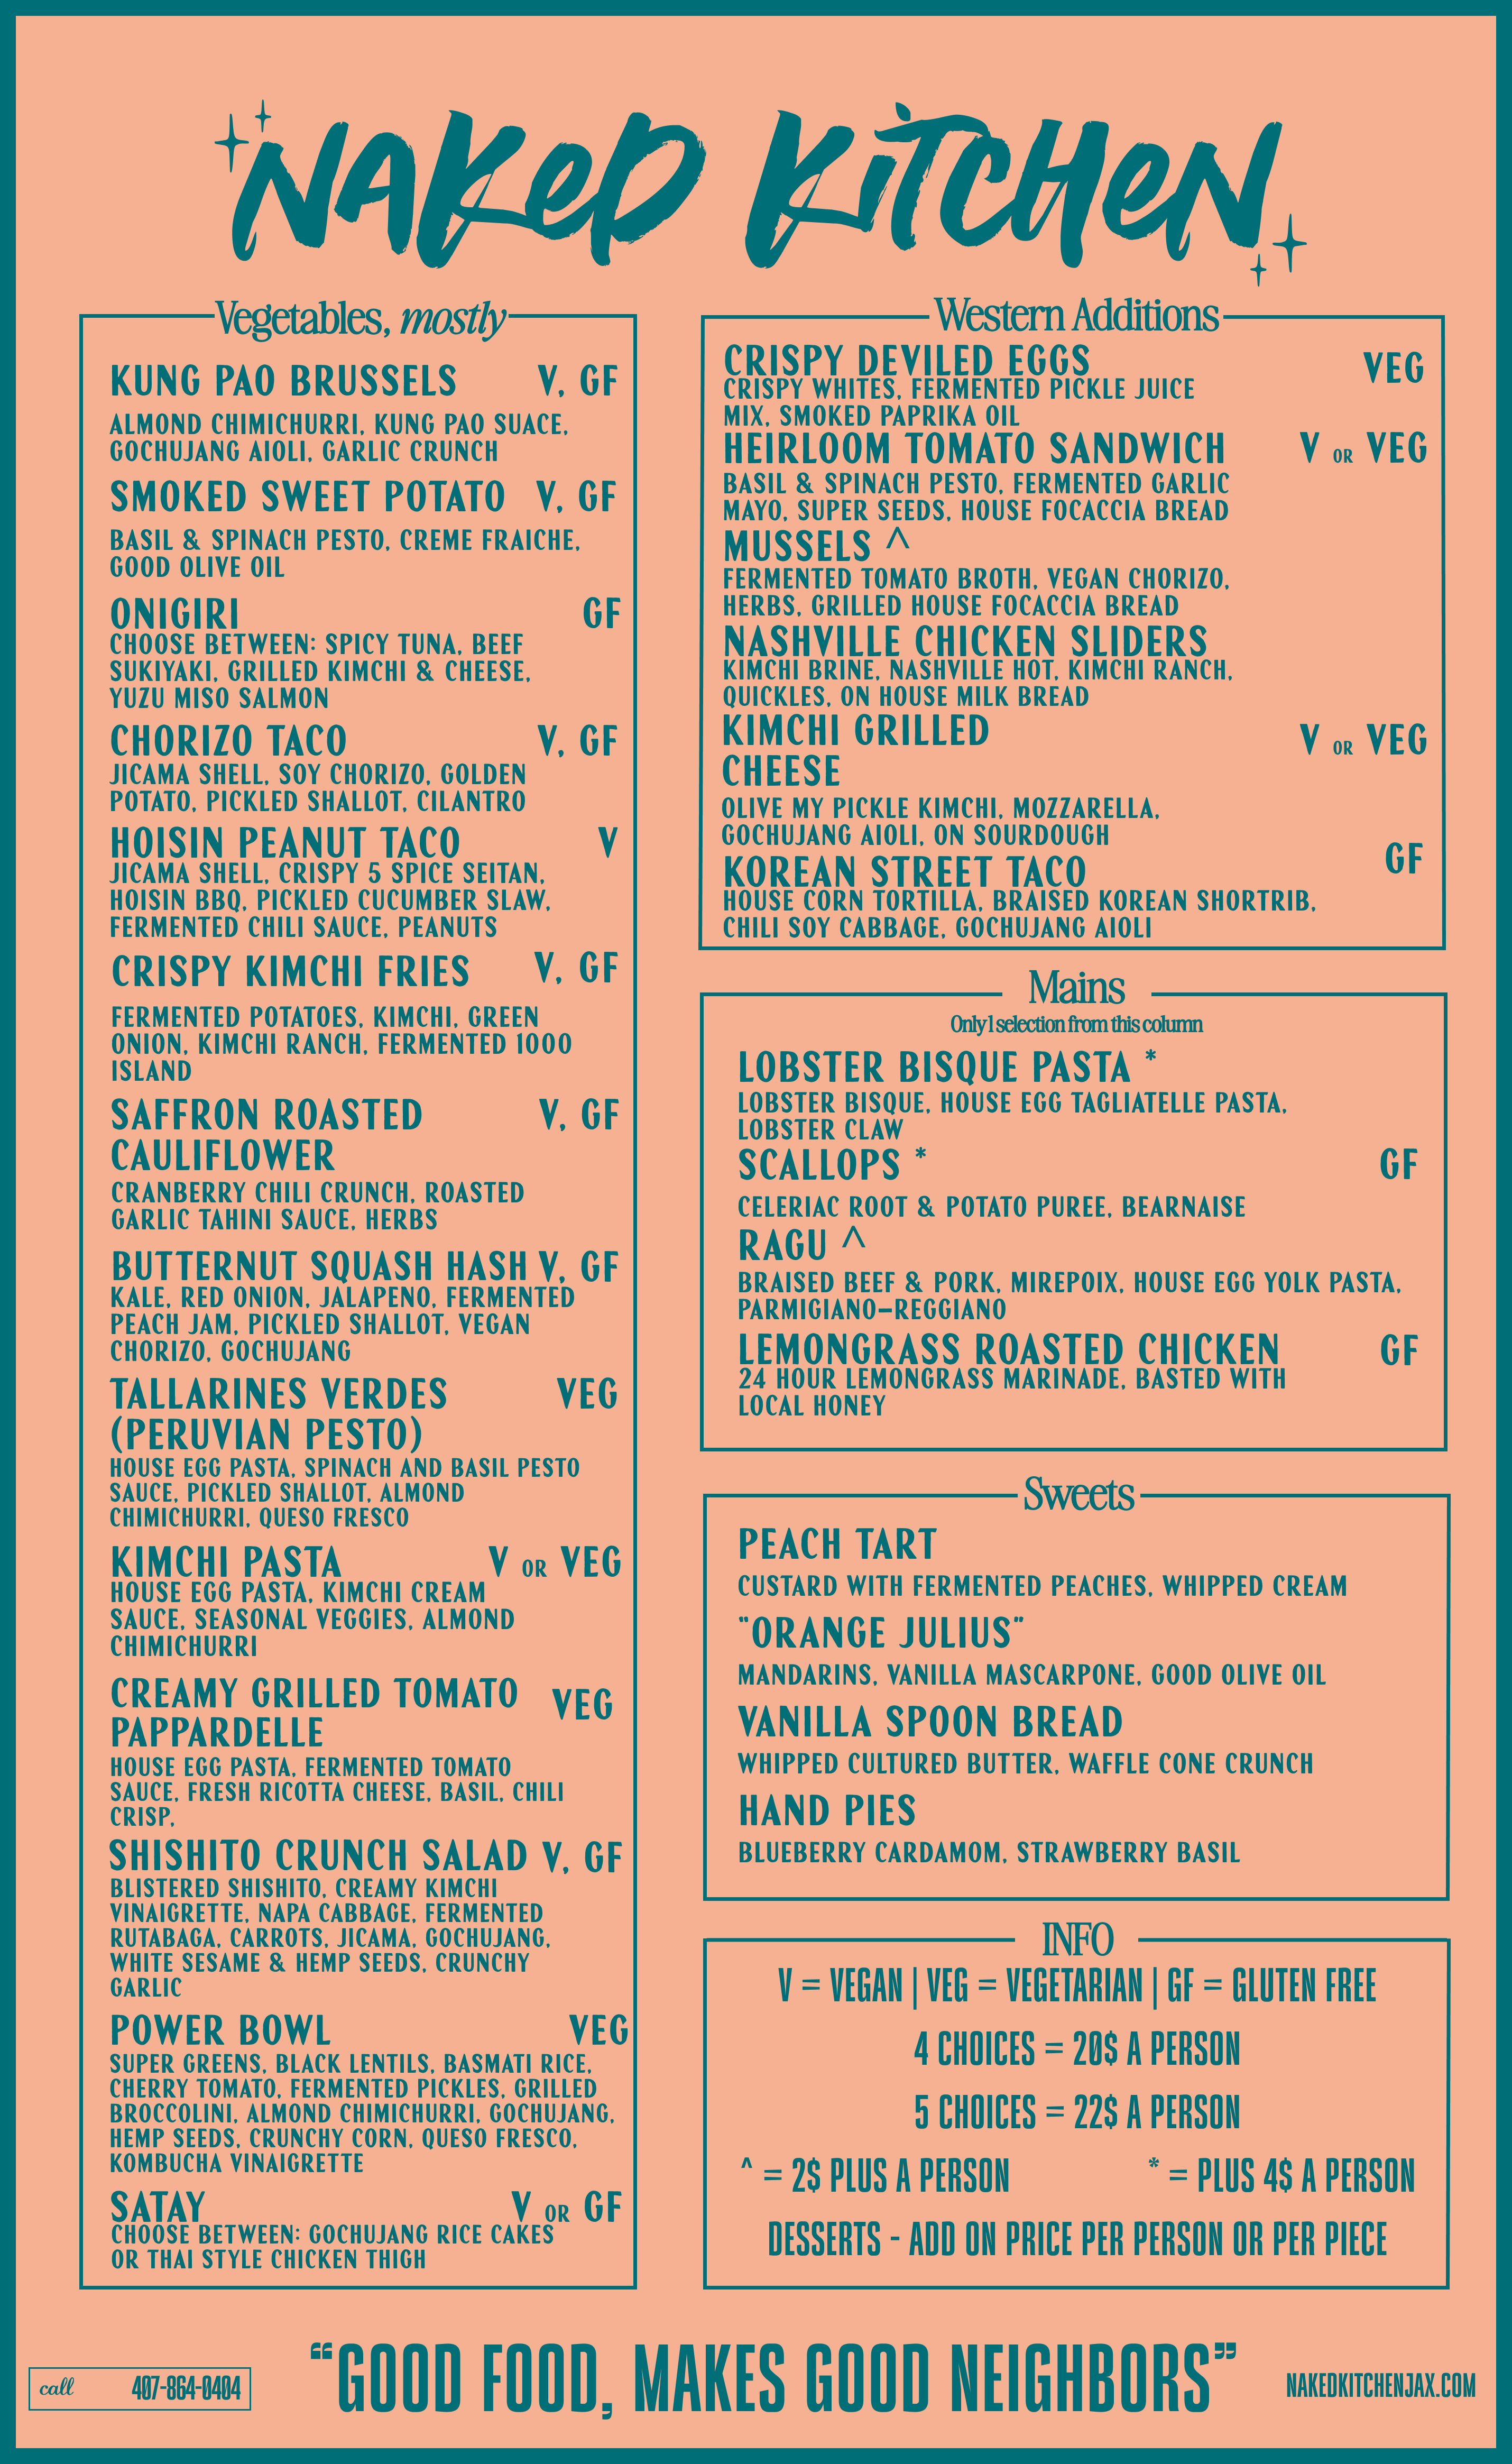 NAKED KITCHEN
Vegetables, mostly
KUNG PAO BRUSSELS V, GF
ALMOND CHIMICHURRI, KUNG PAO SUACE,
GOCHUJANG AIOLI, GARLIC CRUNCH
SMOKED SWEET POTATO V, GF
BASIL & SPINACH PESTO, CREME FRAICHE,
GOOD OLIVE OIL
ONIGIRI GF
CHOOSE BETWEEN: SPICY TUNA, BEEF
SUKIYAKI, GRILLED KIMCHI & CHEESE,
YUZU MISO SALMON
CHORIZO TACO V, GF
JICAMA SHELL, SOY CHORIZO, GOLDEN
POTATO, PICKLED SHALLOT, CILANTRO
HOISIN PEANUT TACO V
JICAMA SHELL, CRISPY 5 SPICE SEITAN,
HOISIN BBQ, PICKLED CUCUMBER SLAW,
FERMENTED CHILI SAUCE, PEANUTS
CRISPY KIMCHI FRIES V, GF
FERMENTED POTATOES, KIMCHI, GREEN
ONION, KIMCHI RANCH, FERMENTED 1000
ISLAND
SAFFRON ROASTED V, GF
CAULIFLOWER
CRANBERRY CHILI CRUNCH, ROASTED
GARLIC TAHINI SAUCE, HERBS
BUTTERNUT SQUASH HASH V, GF
KALE, RED ONION, JALAPENO, FERMENTED
PEACH JAM, PICKLED SHALLOT, VEGAN
CHORIZO, GOCHUJANG
TALLARINES VERDES VEG
(PERUVIAN PESTO)
HOUSE EGG PASTA, SPINACH AND BASIL PESTO
SAUCE, PICKLED SHALLOT, ALMOND
CHIMICHURRI, QUESO FRESCO
KIMCHI PASTA V OR VEG
HOUSE EGG PASTA, KIMCHI CREAM
SAUCE, SEASONAL VEGGIES, ALMOND
CHIMICHURRI
CREAMY GRILLED TOMATO VEG
PAPPARDELLE
HOUSE EGG PASTA, FERMENTED TOMATO
SAUCE, FRESH RICOTTA CHEESE, BASIL, CHILI
CRISP,
SHISHITO CRUNCH SALAD V, GF
BLISTERED SHISHITO, CREAMY KIMCHI
VINAIGRETTE, NAPA CABBAGE, FERMENTED
RUTABAGA, CARROTS, JICAMA, GOCHUJANG,
WHITE SESAME & HEMP SEEDS, CRUNCHY
GARLIC
POWER BOWL VEG
SUPER GREENS, BLACK LENTILS, BASMATI RICE,
CHERRY TOMATO, FERMENTED PICKLES, GRILLED
BROCCOLINI, ALMOND CHIMICHURRI, GOCHUJANG,
HEMP SEEDS, CRUNCHY CORN, QUESO FRESCO,
KOMBUCHA VINAIGRETTE
SATAY V OR GF
CHOOSE BETWEEN: GOCHUJANG RICE CAKES
OR THAI STYLE CHICKEN THIGH
Western Additions
CRISPY DEVILED EGGS VEG
CRISPY WHITES, FERMENTED PICKLE JUICE
MIX, SMOKED PAPRIKA OIL
HEIRLOOM TOMATO SANDWICH V OR VEG
BASIL & SPINACH PESTO, FERMENTED GARLIC
MAYO, SUPER SEEDS, HOUSE FOCACCIA BREAD
MUSSELS ^
FERMENTED TOMATO BROTH, VEGAN CHORIZO,
HERBS, GRILLED HOUSE FOCACCIA BREAD
NASHVILLE CHICKEN SLIDERS
KIMCHI BRINE, NASHVILLE HOT, KIMCHI RANCH,
QUICKLES, ON HOUSE MILK BREAD
KIMCHI GRILLED V OR VEG
CHEESE
OLIVE MY PICKLE KIMCHI, MOZZARELLA,
GOCHUJANG AIOLI, ON SOURDOUGH
KOREAN STREET TACO GF
HOUSE CORN TORTILLA, BRAISED KOREAN SHORTRIB,
CHILI SOY CABBAGE, GOCHUJANG AIOLI
Mains
Only 1 selection from this column
LOBSTER BISQUE PASTA *
LOBSTER BISQUE, HOUSE EGG TAGLIATELLE PASTA,
LOBSTER CLAW
SCALLOPS * GF
CELERIAC ROOT & POTATO PUREE, BEARNAISE
RAGU ^
BRAISED BEEF & PORK, MIREPOIX, HOUSE EGG YOLK PASTA,
PARMIGIANO-REGGIANO
LEMONGRASS ROASTED CHICKEN GF
24 HOUR LEMONGRASS MARINADE, BASTED WITH
LOCAL HONEY
Sweets
PEACH TART
CUSTARD WITH FERMENTED PEACHES, WHIPPED CREAM
"ORANGE JULIUS"
MANDARINS, VANILLA MASCARPONE, GOOD OLIVE OIL
VANILLA SPOON BREAD
WHIPPED CULTURED BUTTER, WAFFLE CONE CRUNCH
HAND PIES
BLUEBERRY CARDAMOM, STRAWBERRY BASIL
INFO
V = VEGAN | VEG = VEGETARIAN | GF = GLUTEN FREE
4 CHOICES = 20$ A PERSON
5 CHOICES = 22$ A PERSON
^ = 2$ PLUS A PERSON * = PLUS 4$ A PERSON
DESSERTS - ADD ON PRICE PER PERSON OR PER PIECE
call 407-864-0404
“GOOD FOOD, MAKES GOOD NEIGHBORS”
NAKEDKITCHENJAX.COM